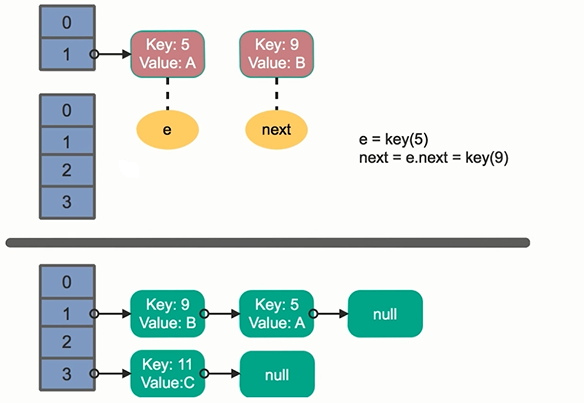 0
1
Key: 5
Value: A
Key: 9
Value: B
e
next
0
1
2
3
e = key(5)
next = e.next = key(9)
0
1
2
3
Key: 9
Value: B
Key: 5
Value: A
null
Key: 11
Value:C
null